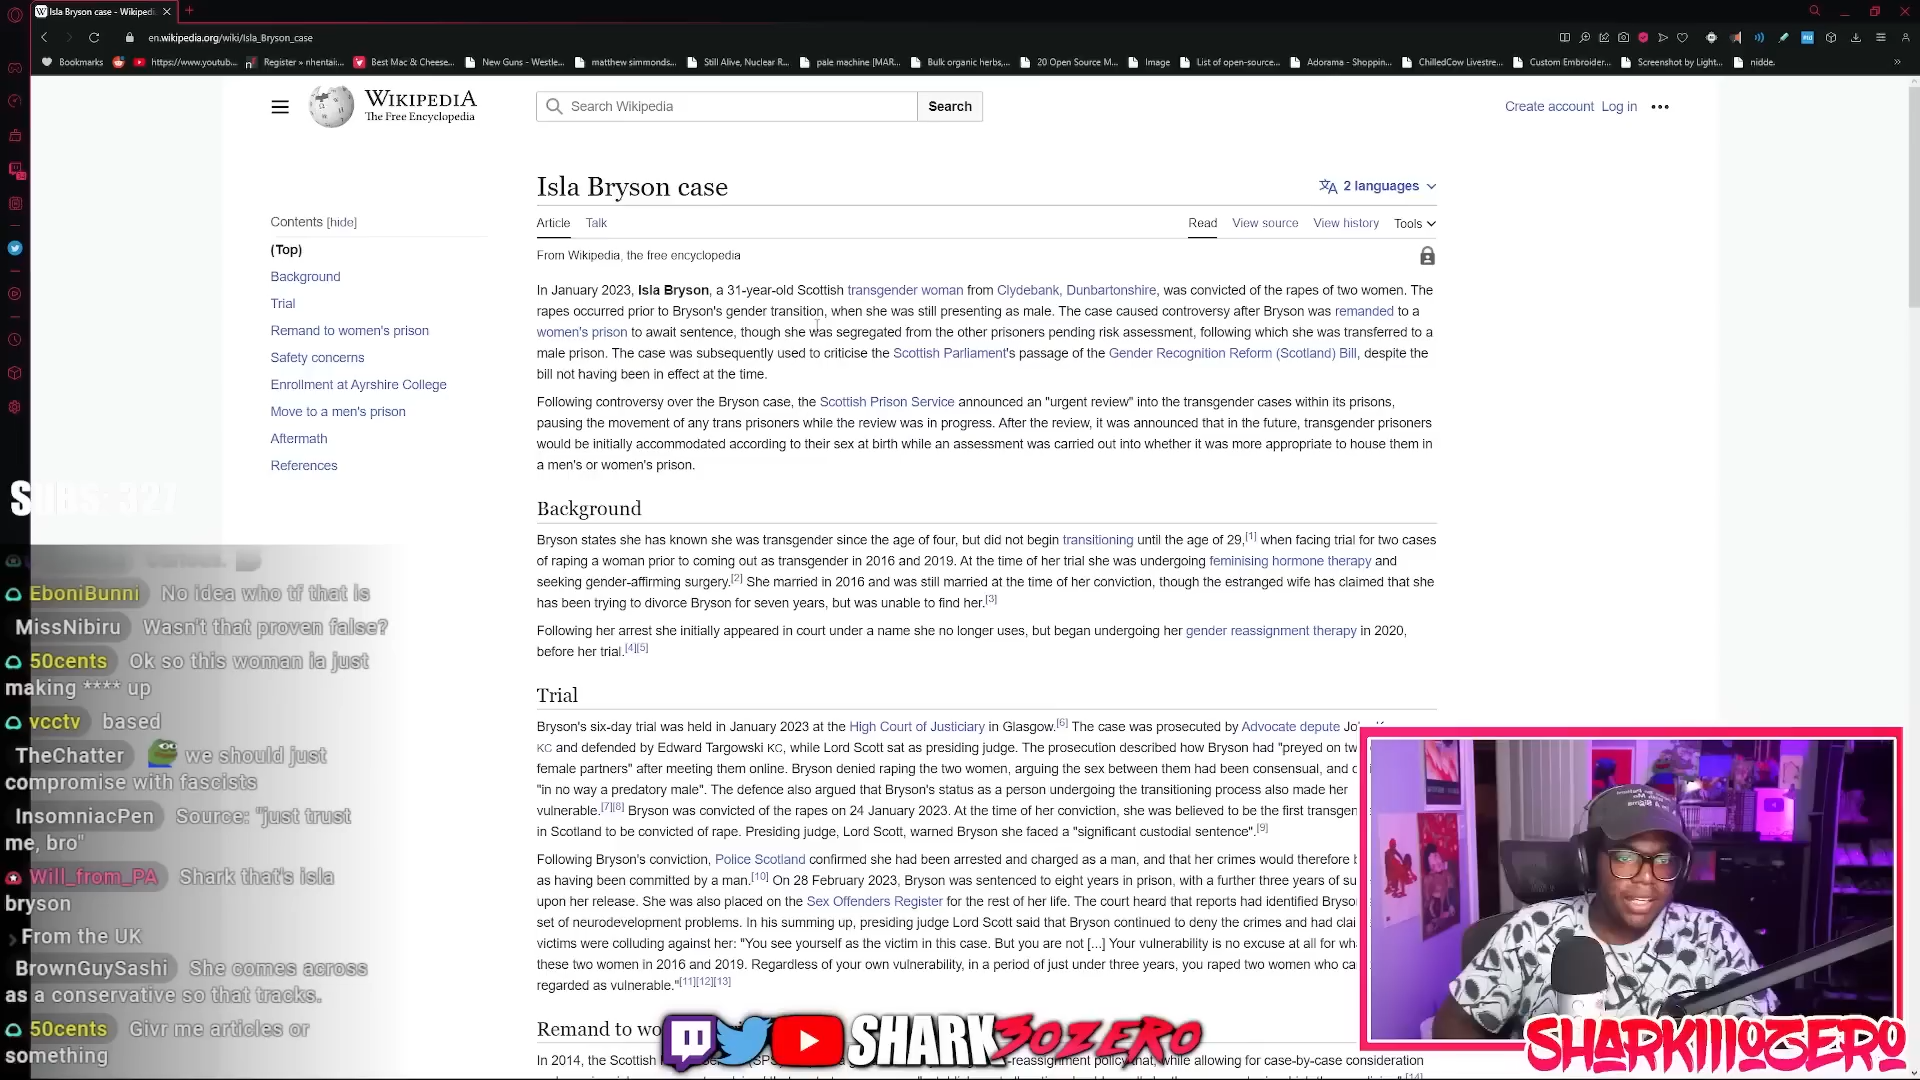 Isla Bryson case - Wikipedi
en.wikipedia.org/wiki/Isla_Bryson_case
Bookmarks
https://www.youtub...
Register » nhentai:...
Best Mac & Cheese...
New Guns - Westle...
matthew simmonds...
Still Alive, Nuclear R...
pale machine [MAR...
Bulk organic herbs,...
20 Open Source M...
Image
List of open-source...
Adorama - Shoppin...
ChilledCow Livestre...
Custom Embroider...
Screenshot by Light...
nidde.
WIKIPEDIA
The Free Encyclopedia
Search Wikipedia
Search
Create account Log in
Isla Bryson case
2 languages
Article Talk
Read View source View history Tools
From Wikipedia, the free encyclopedia
Contents [hide]
(Top)
Background
Trial
Remand to women's prison
Safety concerns
Enrollment at Ayrshire College
Move to a men's prison
Aftermath
References
In January 2023, Isla Bryson, a 31-year-old Scottish transgender woman from Clydebank, Dunbartonshire, was convicted of the rapes of two women. The
rapes occurred prior to Bryson's gender transition, when she was still presenting as male. The case caused controversy after Bryson was remanded to a
women's prison to await sentence, though she was segregated from the other prisoners pending risk assessment, following which she was transferred to a
male prison. The case was subsequently used to criticise the Scottish Parliament's passage of the Gender Recognition Reform (Scotland) Bill, despite the
bill not having been in effect at the time.
Following controversy over the Bryson case, the Scottish Prison Service announced an "urgent review" into the transgender cases within its prisons,
pausing the movement of any trans prisoners while the review was in progress. After the review, it was announced that in the future, transgender prisoners
would be initially accommodated according to their sex at birth while an assessment was carried out into whether it was more appropriate to house them in
a men's or women's prison.
Background
Bryson states she has known she was transgender since the age of four, but did not begin transitioning until the age of 29,[1] when facing trial for two cases
of raping a woman prior to coming out as transgender in 2016 and 2019. At the time of her trial she was undergoing feminising hormone therapy and
seeking gender-affirming surgery.[2] She married in 2016 and was still married at the time of her conviction, though the estranged wife has claimed that she
has been trying to divorce Bryson for seven years, but was unable to find her.[3]
Following her arrest she initially appeared in court under a name she no longer uses, but began undergoing her gender reassignment therapy in 2020,
before her trial.[4][5]
Trial
Bryson's six-day trial was held in January 2023 at the High Court of Justiciary in Glasgow.[6] The case was prosecuted by Advocate depute
KC and defended by Edward Targowski KC, while Lord Scott sat as presiding judge. The prosecution described how Bryson had "preyed on
female partners" after meeting them online. Bryson denied raping the two women, arguing the sex between them had been consensual, and
"in no way a predatory male". The defence also argued that Bryson's status as a person undergoing the transitioning process also made her
vulnerable.[7][8] Bryson was convicted of the rapes on 24 January 2023. At the time of her conviction, she was believed to be the first transgen
in Scotland to be convicted of rape. Presiding judge, Lord Scott, warned Bryson she faced a "significant custodial sentence".[9]
Following Bryson's conviction, Police Scotland confirmed she had been arrested and charged as a man, and that her crimes would therefore
as having been committed by a man.[10] On 28 February 2023, Bryson was sentenced to eight years in prison, with a further three years of su
upon her release. She was also placed on the Sex Offenders Register for the rest of her life. The court heard that reports had identified Bryso
set of neurodevelopment problems. In his summing up, presiding judge Lord Scott said that Bryson continued to deny the crimes and had clai
victims were colluding against her: "You see yourself as the victim in this case. But you are not [...] Your vulnerability is no excuse at all for wh
these two women in 2016 and 2019. Regardless of your own vulnerability, in a period of just under three years, you raped two women who ca
regarded as vulnerable."[11][12][13]
Remand to wo
In 2014, the Scottish
-reassignment policy that, while allowing for case-by-case consideration
SUBS: 327
EboniBunni No idea who tf that is
MissNibiru Wasn't that proven false?
50cents Ok so this woman ia just
making **** up
vcctv based
TheChatter we should just
compromise with fascists
InsomniacPen Source: "just trust
me, bro"
Will_from_PA Shark that's isla
bryson
From the UK
BrownGuySashi She comes across
as a conservative so that tracks.
50cents Givr me articles or
something
SHARK3OZERO
SHARKIIIOZERO